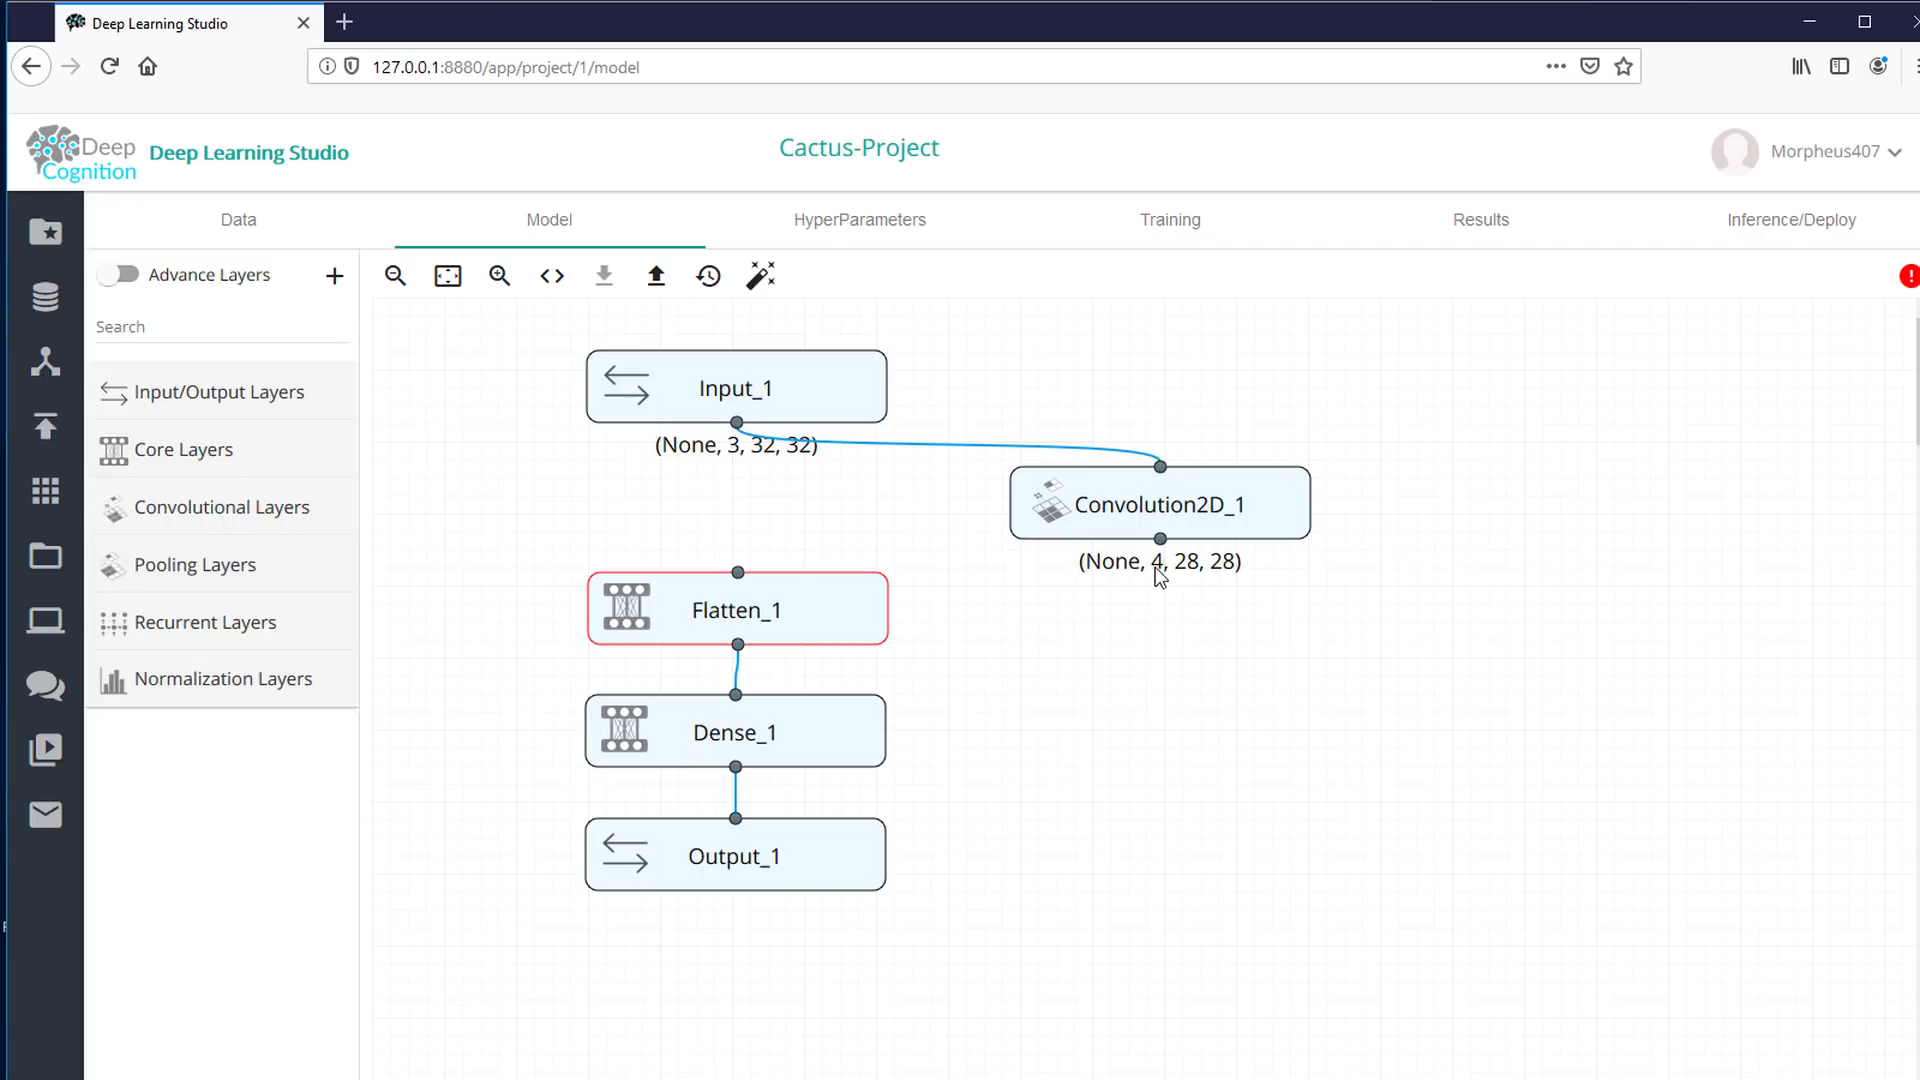 Deep Learning Studio
127.0.0.1:8880/app/project/1/model
Deep
Cognition
Deep Learning Studio
Cactus-Project
Morpheus407
Data
Model
HyperParameters
Training
Results
Inference/Deploy
Advance Layers
Search
Input/Output Layers
Core Layers
Convolutional Layers
Pooling Layers
Recurrent Layers
Normalization Layers
Input_1
(None, 3, 32, 32)
Convolution2D_1
(None, 4, 28, 28)
Flatten_1
Dense_1
Output_1